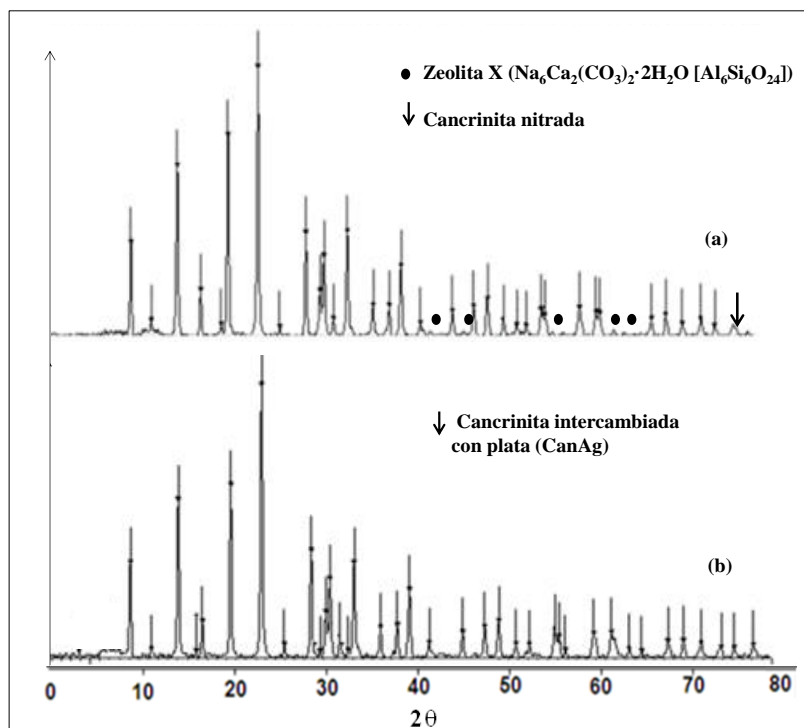 ● Zeolita X (Na₆Ca₂(CO₃)₂·2H₂O [Al₆Si₆O₂₄])
↓ Cancrinita nitrada
(a)
↓ Cancrinita intercambiada
con plata (CanAg)
(b)
0 10 20 30 40 50 60 70 80
2 θ